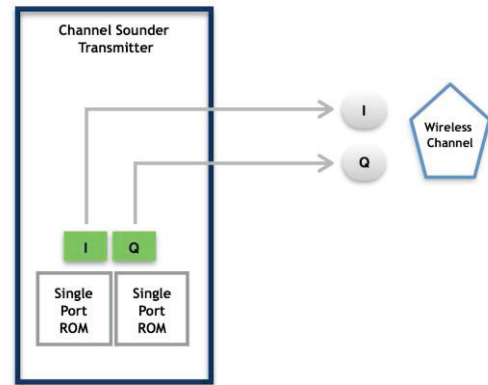 Channel Sounder
Transmitter
I
Q
Wireless
Channel
I
Q
Single
Port
ROM
Single
Port
ROM